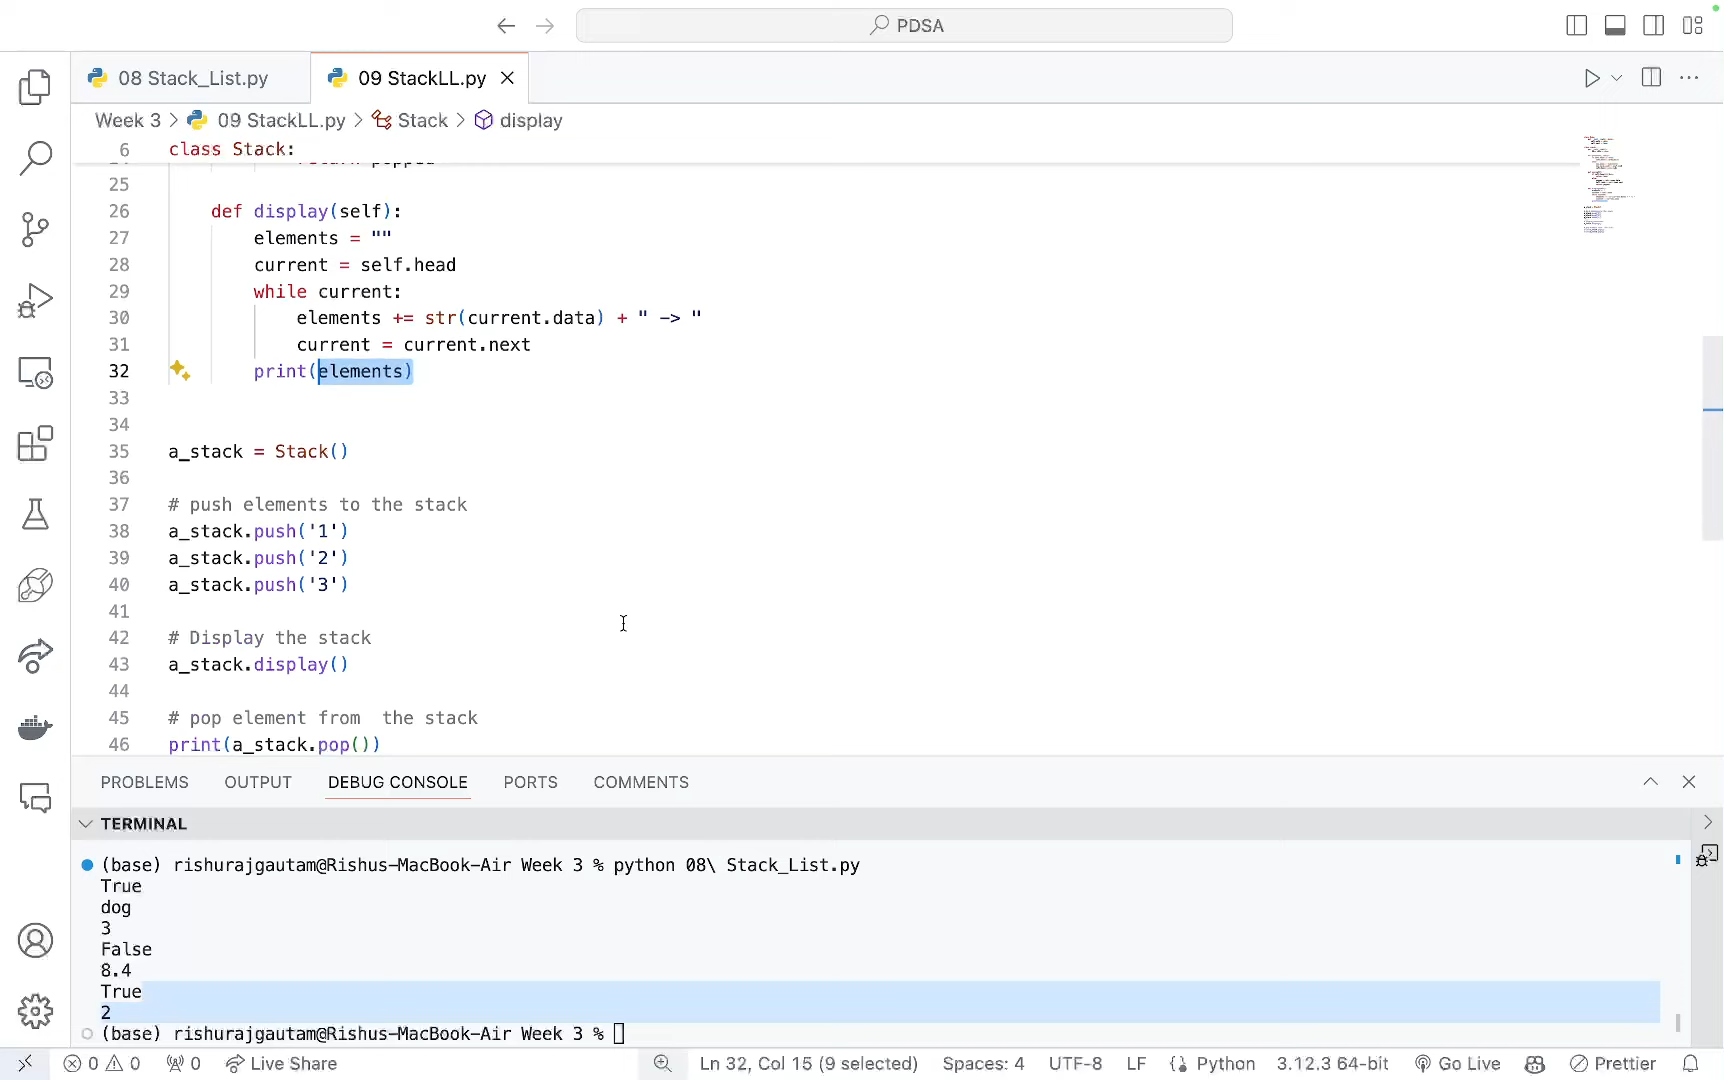 PDSA
08 Stack_List.py
09 StackLL.py
Week 3 > 09 StackLL.py > Stack > display
6 class Stack:
25
26 def display(self):
27 elements = ""
28 current = self.head
29 while current:
30 elements += str(current.data) + " -> "
31 current = current.next
32 print(elements)
33
34
35 a_stack = Stack()
36
37 # push elements to the stack
38 a_stack.push('1')
39 a_stack.push('2')
40 a_stack.push('3')
41
42 # Display the stack
43 a_stack.display()
44
45 # pop element from  the stack
46 print(a_stack.pop())
PROBLEMS OUTPUT DEBUG CONSOLE PORTS COMMENTS
TERMINAL
(base) rishurajgautam@Rishus-MacBook-Air Week 3 % python 08\ Stack_List.py
True
dog
3
False
8.4
True
2
(base) rishurajgautam@Rishus-MacBook-Air Week 3 %
0 0 0 Live Share Ln 32, Col 15 (9 selected) Spaces: 4 UTF-8 LF Python 3.12.3 64-bit Go Live Prettier